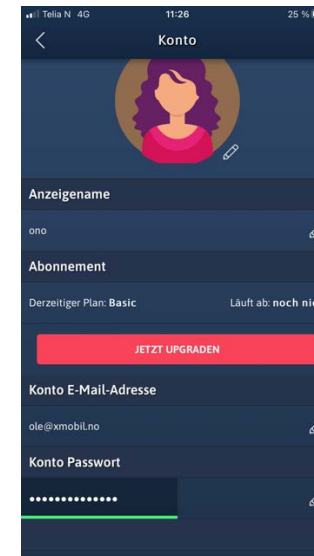 Telia N 4G 11:26 25 %
Konto
Anzeigename
ono
Abonnement
Derzeitiger Plan: Basic Läuft ab: noch ni
JETZT UPGRADEN
Konto E-Mail-Adresse
ole@xmobil.no
Konto Passwort
••••••••••••••